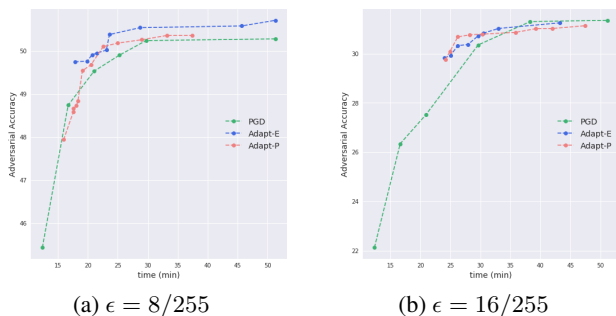 50
49
48
47
46
Adversarial Accuracy
PGD
Adapt-E
Adapt-P
15 20 25 30 35 40 45 50
time (min)
(a) ϵ = 8/255
30
28
26
24
22
Adversarial Accuracy
PGD
Adapt-E
Adapt-P
15 20 25 30 35 40 45 50
time (min)
(b) ϵ = 16/255